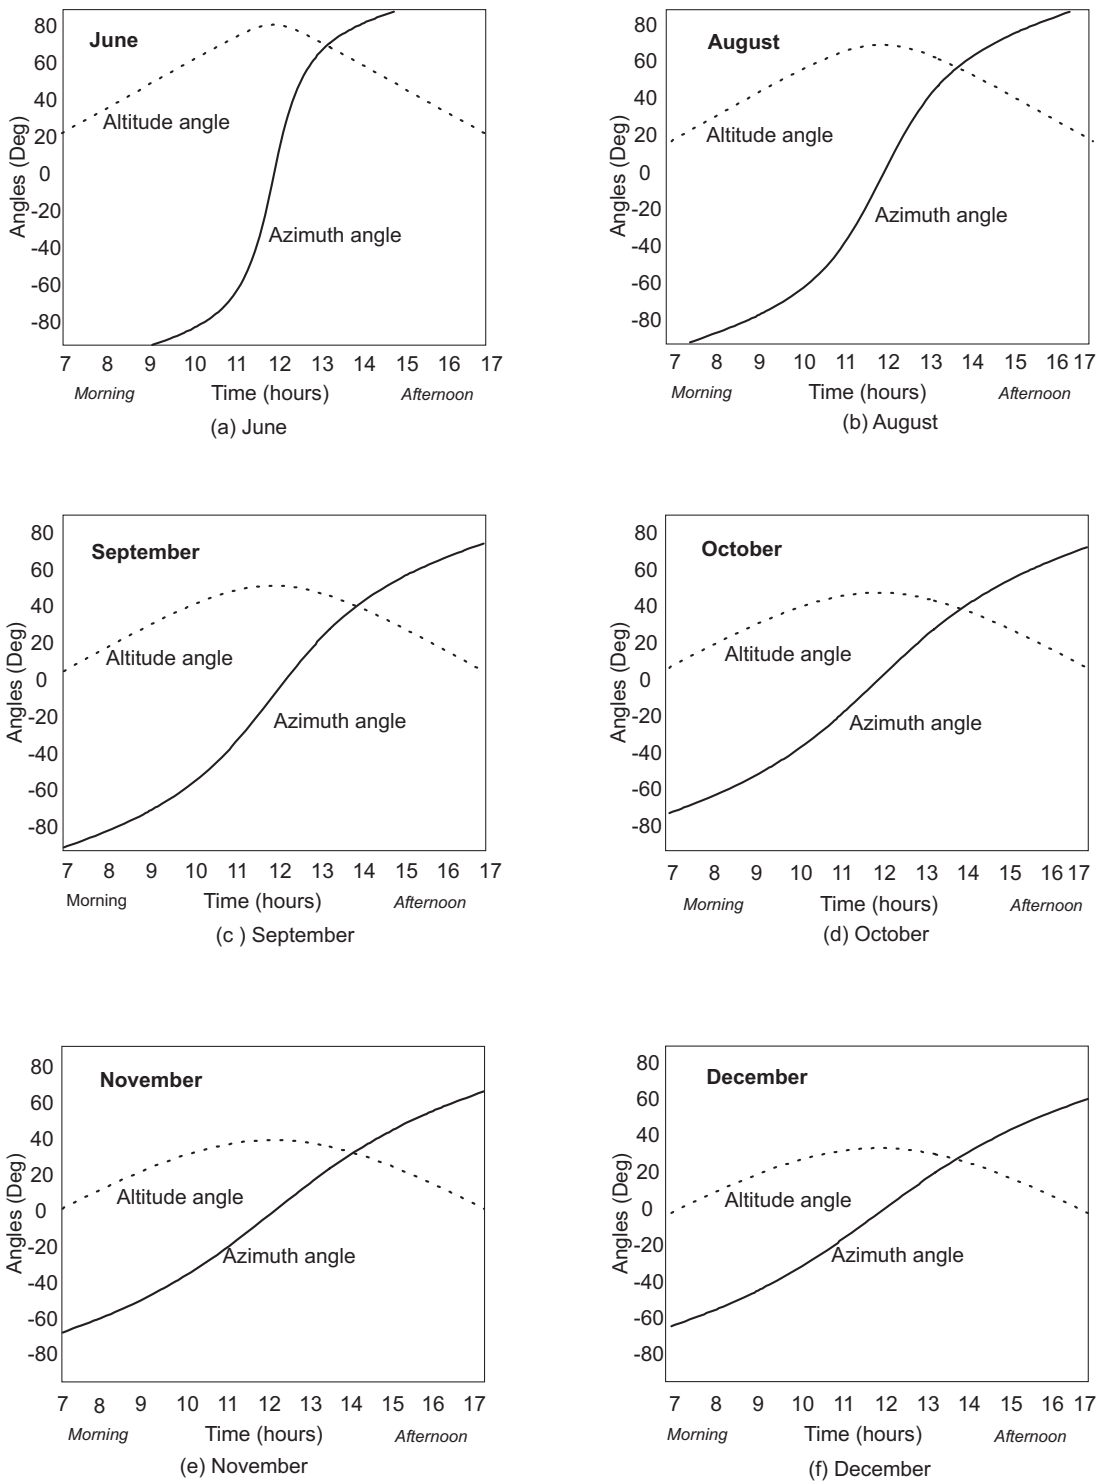 June
80
60
40
20
0
-20
-40
-60
-80
Angles (Deg)
Altitude angle
Azimuth angle
7 8 9 10 11 12 13 14 15 16 17
Morning Time (hours) Afternoon
(a) June
August
80
60
40
20
0
-20
-40
-60
-80
Angles (Deg)
Altitude angle
Azimuth angle
7 8 9 10 11 12 13 14 15 16 17
Morning Time (hours) Afternoon
(b) August
September
80
60
40
20
0
-20
-40
-60
-80
Angles (Deg)
Altitude angle
Azimuth angle
7 8 9 10 11 12 13 14 15 16 17
Morning Time (hours) Afternoon
(c ) September
October
80
60
40
20
0
-20
-40
-60
-80
Angles (Deg)
Altitude angle
Azimuth angle
7 8 9 10 11 12 13 14 15 16 17
Morning Time (hours) Afternoon
(d) October
November
80
60
40
20
0
-20
-40
-60
-80
Angles (Deg)
Altitude angle
Azimuth angle
7 8 9 10 11 12 13 14 15 16 17
Morning Time (hours) Afternoon
(e) November
December
80
60
40
20
0
-20
-40
-60
-80
Angles (Deg)
Altitude angle
Azimuth angle
7 8 9 10 11 12 13 14 15 16 17
Morning Time (hours) Afternoon
(f) December